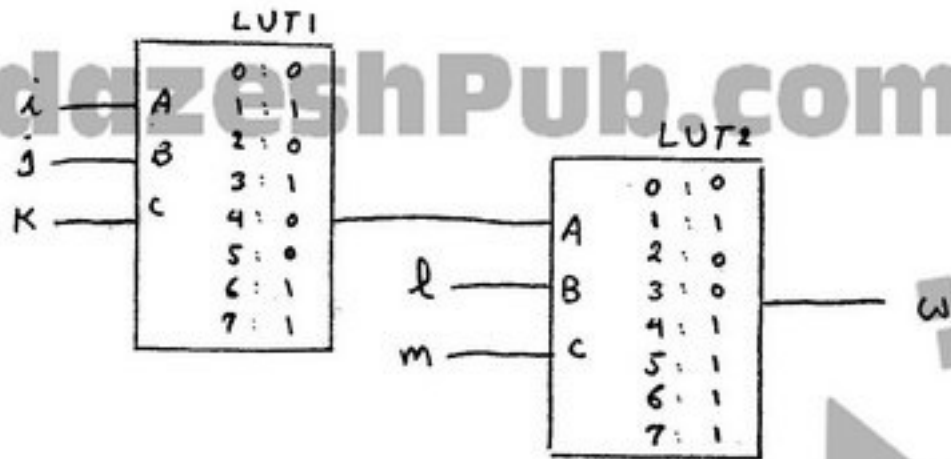 LUT1
dazeshPub.com
i
j
K
A
B
C
0 : 0
1 : 1
2 : 0
3 : 1
4 : 0
5 : 0
6 : 1
7 : 1
LUT2
l
m
A
B
C
0 : 0
1 : 1
2 : 0
3 : 0
4 : 1
5 : 1
6 : 1
7 : 1
ω